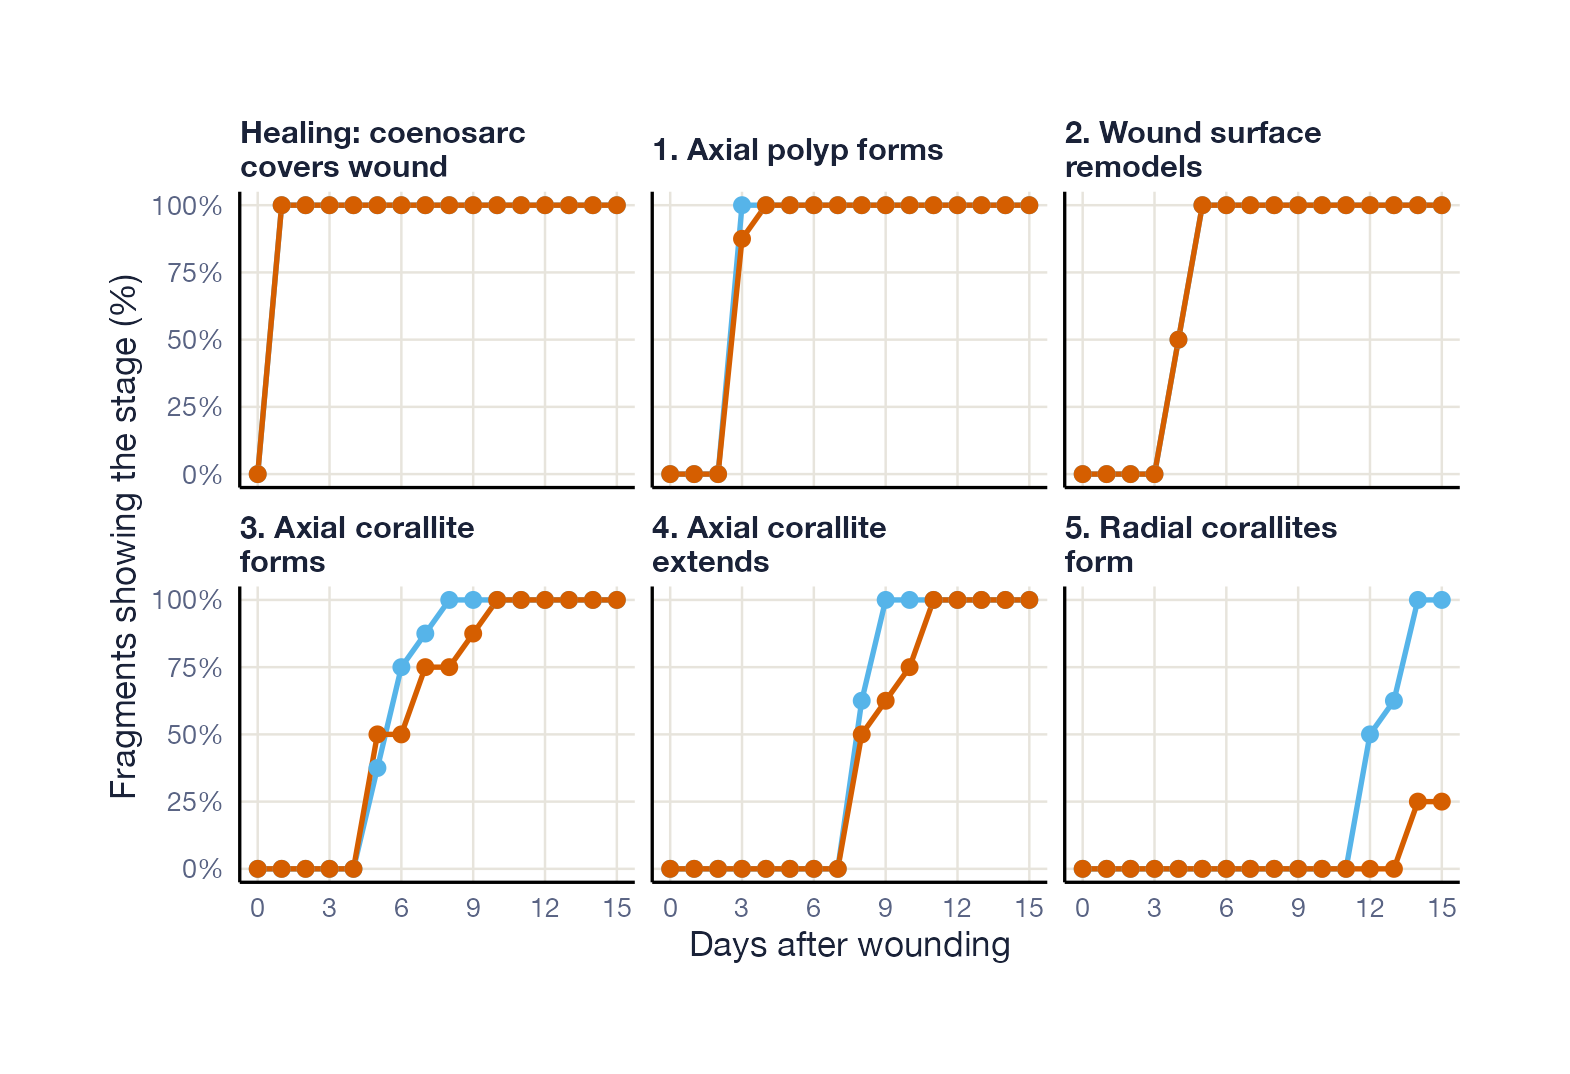 Healing: coenosarc
covers wound
1. Axial polyp forms
2. Wound surface
remodels
100%
75%
50%
25%
0%
Fragments showing the stage (%)
3. Axial corallite
forms
4. Axial corallite
extends
5. Radial corallites
form
100%
75%
50%
25%
0%
0 3 6 9 12 15
0 3 6 9 12 15
0 3 6 9 12 15
Days after wounding